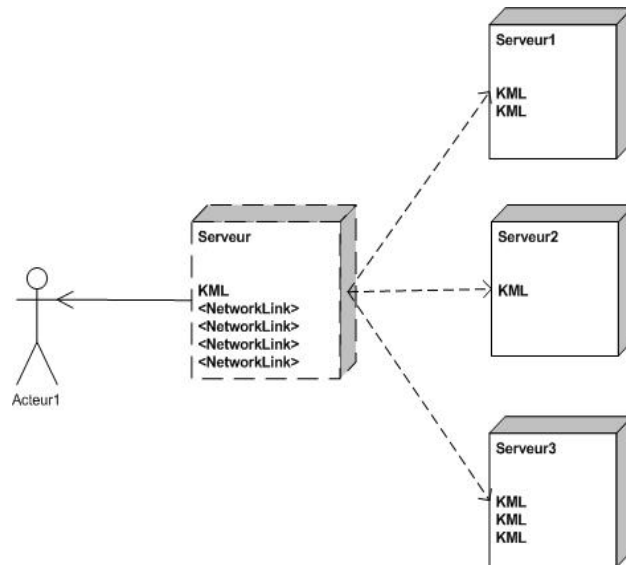 Serveur1
KML
KML
Serveur
KML
<NetworkLink>
<NetworkLink>
<NetworkLink>
<NetworkLink>
Serveur2
KML
Acteur1
Serveur3
KML
KML
KML